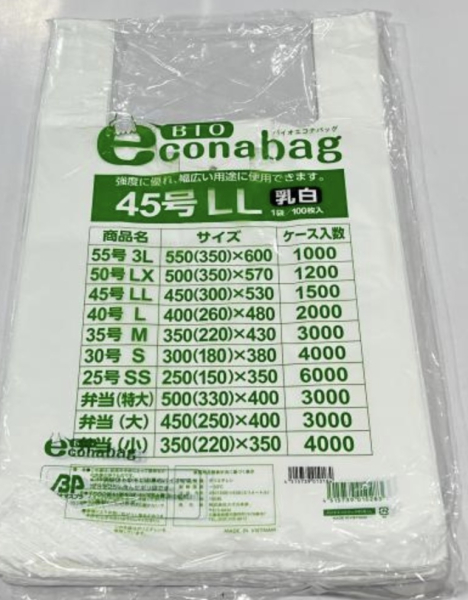 BIO
econabag
バイオエコナバッグ
強度に優れ、幅広い用途に使用できます。
45号 LL 乳白
1袋/100枚入
商品名 サイズ ケース入数
55号 3L 550(350)×600 1000
50号 LX 500(350)×570 1200
45号 LL 450(300)×530 1500
40号 L 400(260)×480 2000
35号 M 350(220)×430 3000
30号 S 300(180)×380 4000
25号 SS 250(150)×350 6000
弁当(特大) 500(330)×400 3000
弁当(大) 450(250)×400 3000
弁当(小) 350(220)×350 4000
BIO
econabag
MADE IN VIETNAM